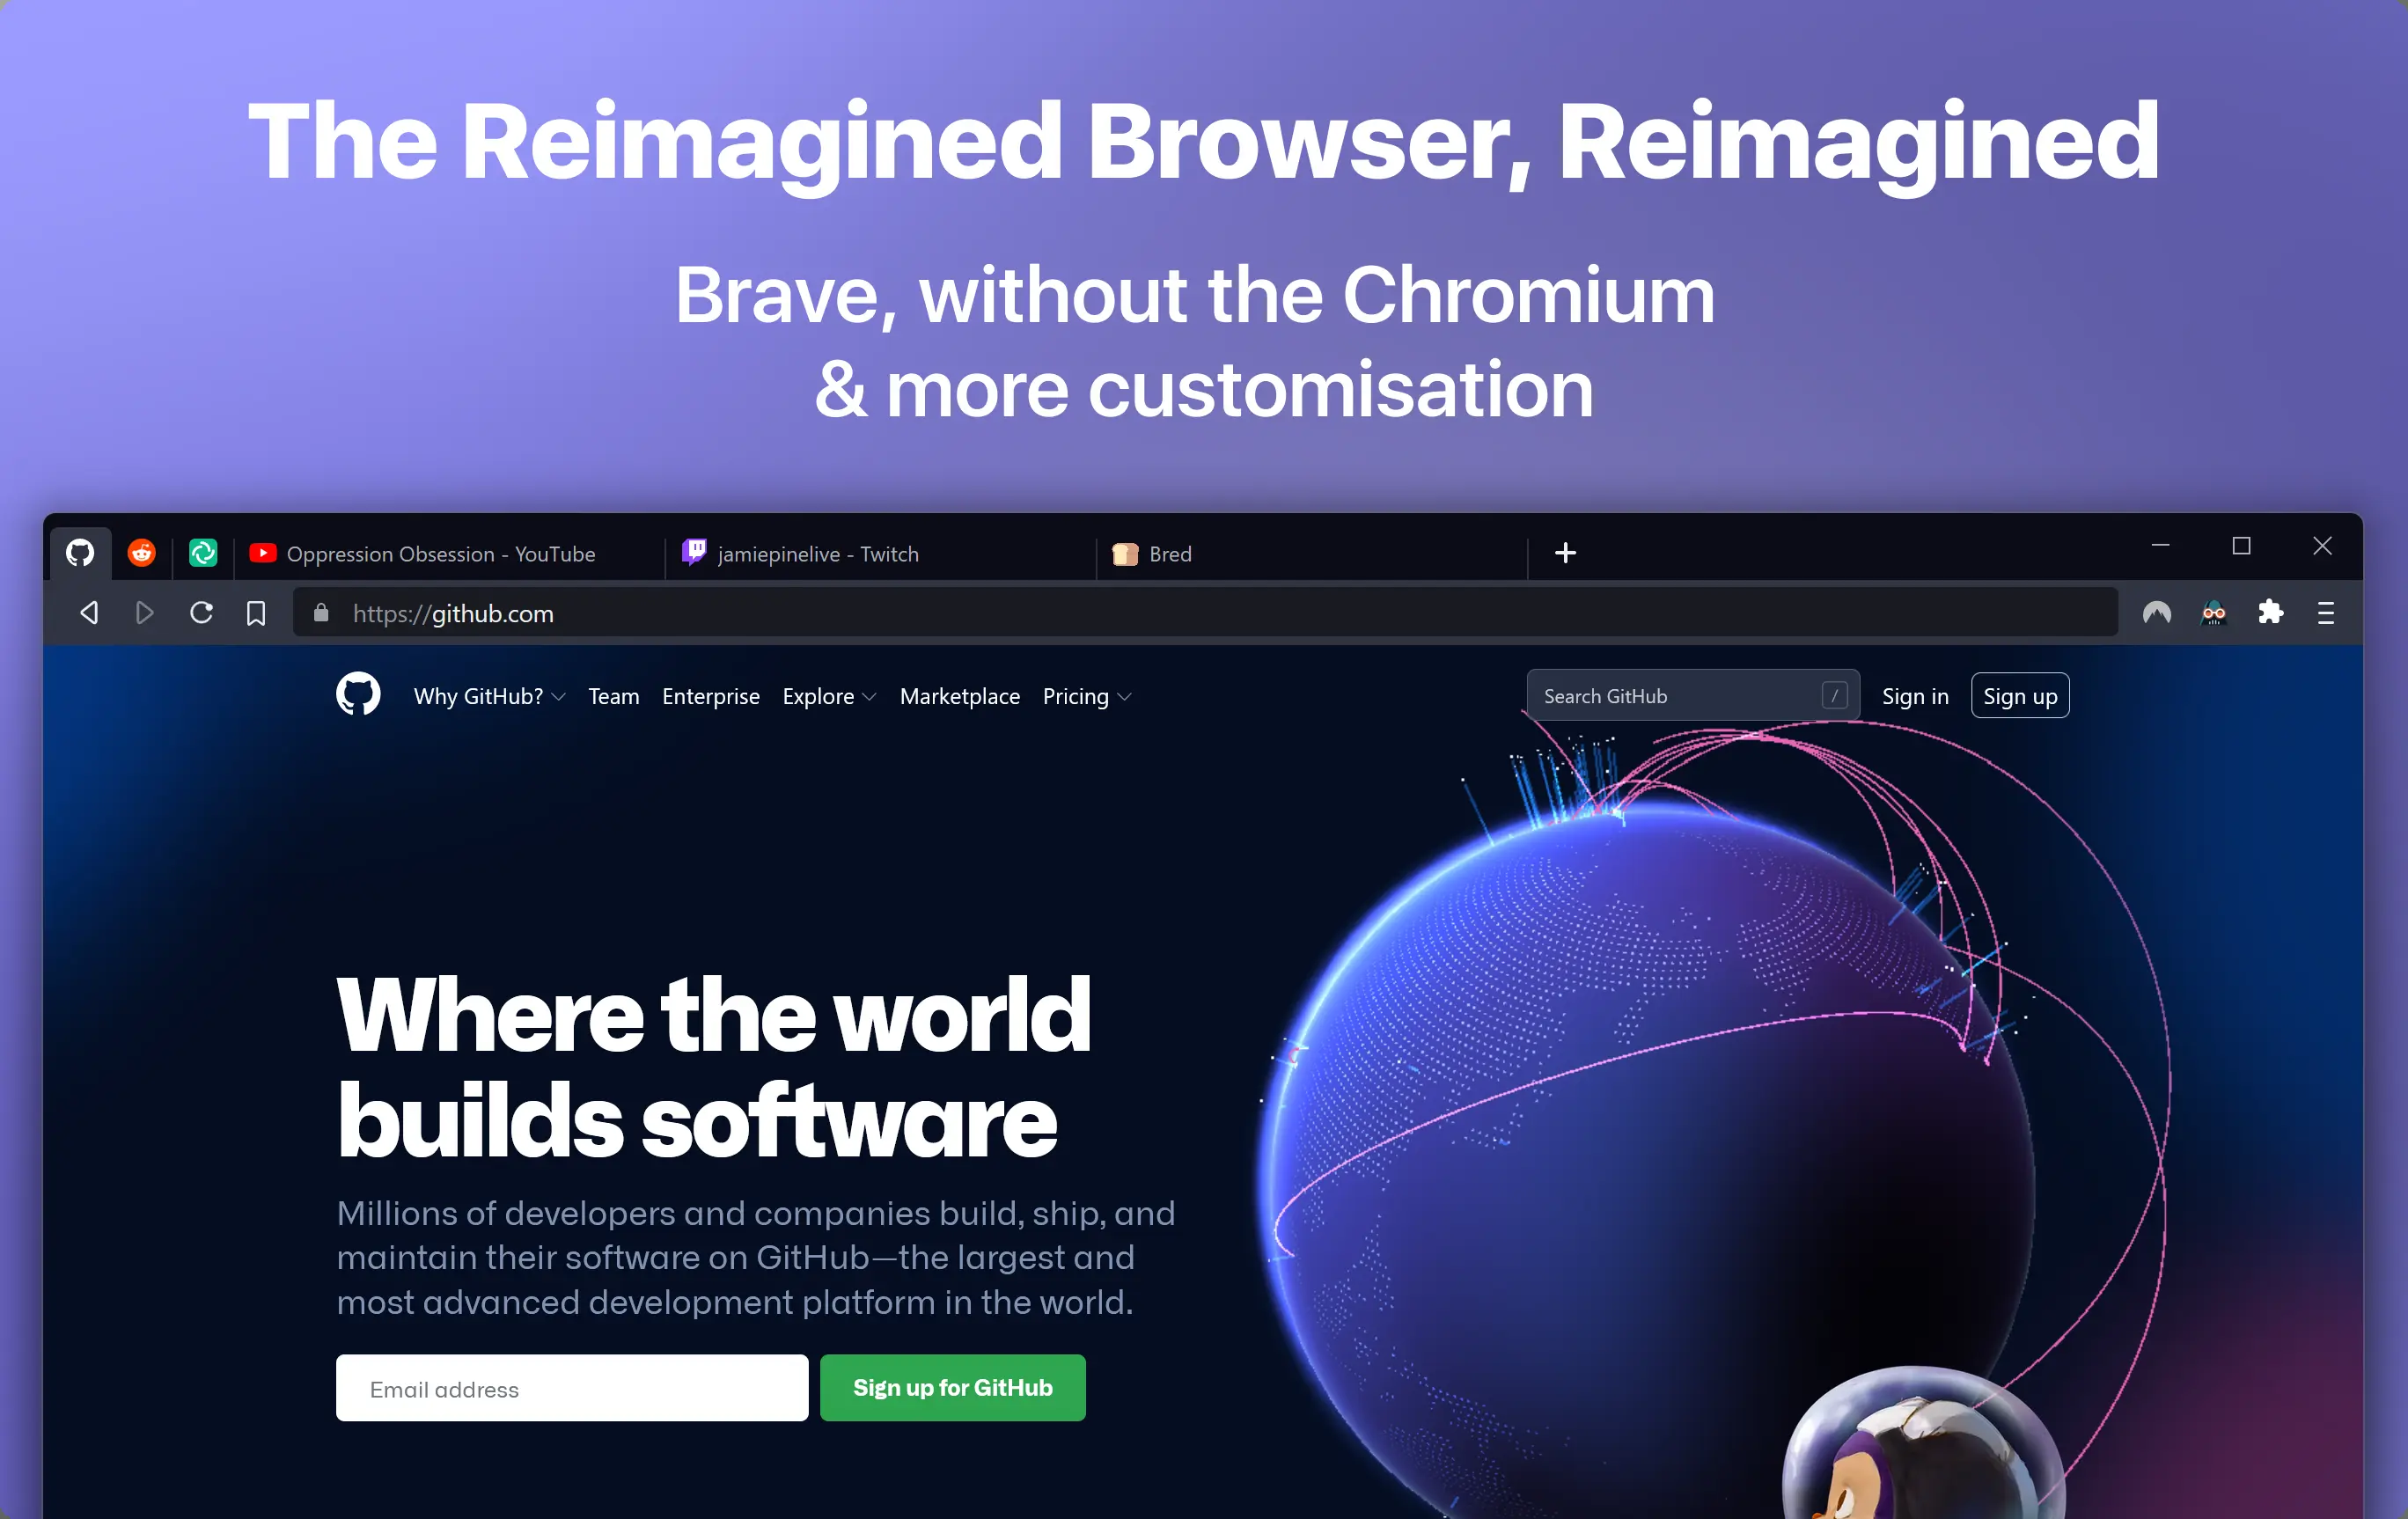 The Reimagined Browser, Reimagined
Brave, without the Chromium
& more customisation
Oppression Obsession - YouTube
jamiepinelive - Twitch
Bred
https://github.com
Why GitHub?
Team
Enterprise
Explore
Marketplace
Pricing
Search GitHub
/
Sign in
Sign up
Where the world
builds software
Millions of developers and companies build, ship, and
maintain their software on GitHub—the largest and
most advanced development platform in the world.
Email address
Sign up for GitHub